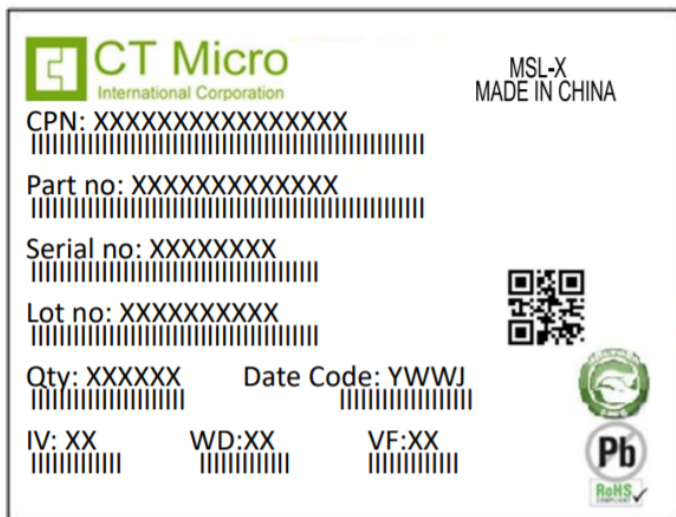 CT Micro
International Corporation
MSL-X
MADE IN CHINA
CPN: XXXXXXXXXXXXXXXX
Part no: XXXXXXXXXXXXX
Serial no: XXXXXXXX
Lot no: XXXXXXXXXX
Qty: XXXXXX Date Code: YWWJ
IV: XX WD:XX VF:XX
Pb
RoHS